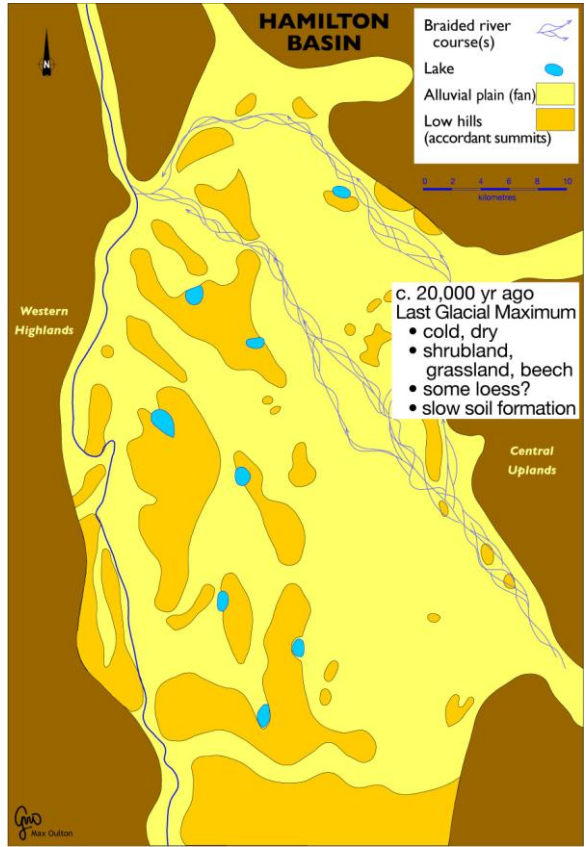 HAMILTON
BASIN
N
Braided river
course(s)
Lake
Alluvial plain (fan)
Low hills
(accordant summits)
0 2 4 6 8 10
kilometres
c. 20,000 yr ago
Last Glacial Maximum
• cold, dry
• shrubland,
grassland, beech
• some loess?
• slow soil formation
Western
Highlands
Central
Uplands
Max Oulton